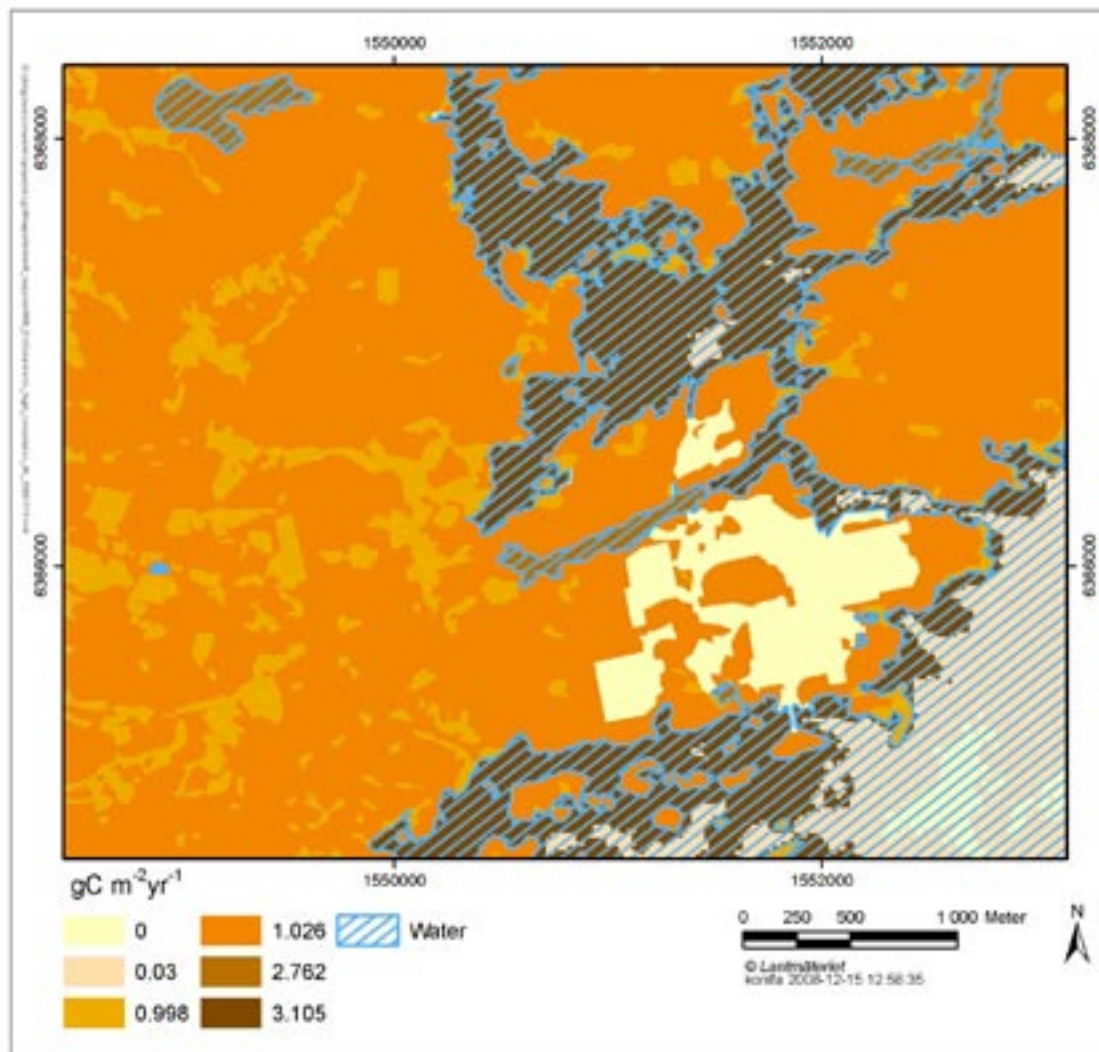 1550000 1552000
6368000 6368000
6366000 6366000
1550000 1552000
gC m⁻²yr⁻¹
0 1.026 Water
0.03 2.762
0.998 3.105
0 250 500 1 000 Meter
N
© Lantmäteriet
konifa 2008-12-15 12:58:35